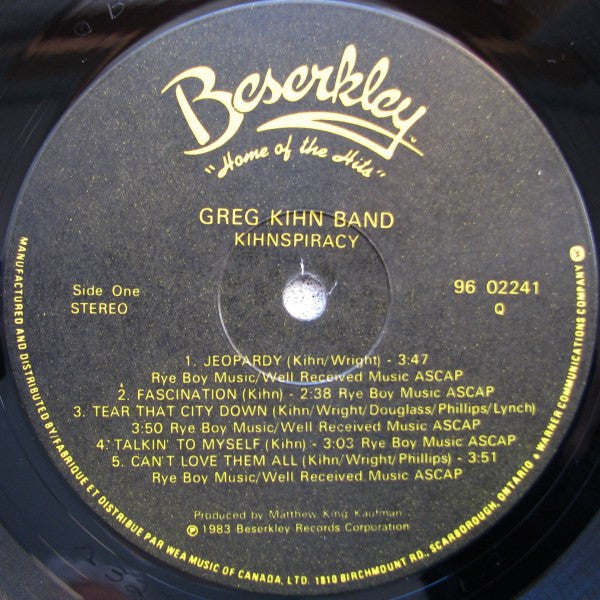 Beserkley
"Home of the Hits"
GREG KIHN BAND
KIHNSPIRACY
Side One
STEREO
96 02241
Q
1. JEOPARDY (Kihn/Wright) - 3:47
Rye Boy Music/Well Received Music ASCAP
2. FASCINATION (Kihn) - 2:38 Rye Boy Music ASCAP
3. TEAR THAT CITY DOWN (Kihn/Wright/Douglass/Phillips/Lynch)
3:50 Rye Boy Music/Well Received Music ASCAP
4. TALKIN' TO MYSELF (Kihn) - 3:03 Rye Boy Music ASCAP
5. CAN'T LOVE THEM ALL (Kihn/Wright/Phillips) - 3:51
Rye Boy Music/Well Received Music ASCAP
Produced by Matthew King Kaufman
℗ 1983 Beserkley Records Corporation
MANUFACTURED AND DISTRIBUTED BY/FABRIQUE ET DISTRIBUE PAR WEA MUSIC OF CANADA, LTD. 1810 BIRCHMOUNT RD., SCARBOROUGH, ONTARIO • WARNER COMMUNICATIONS COMPANY